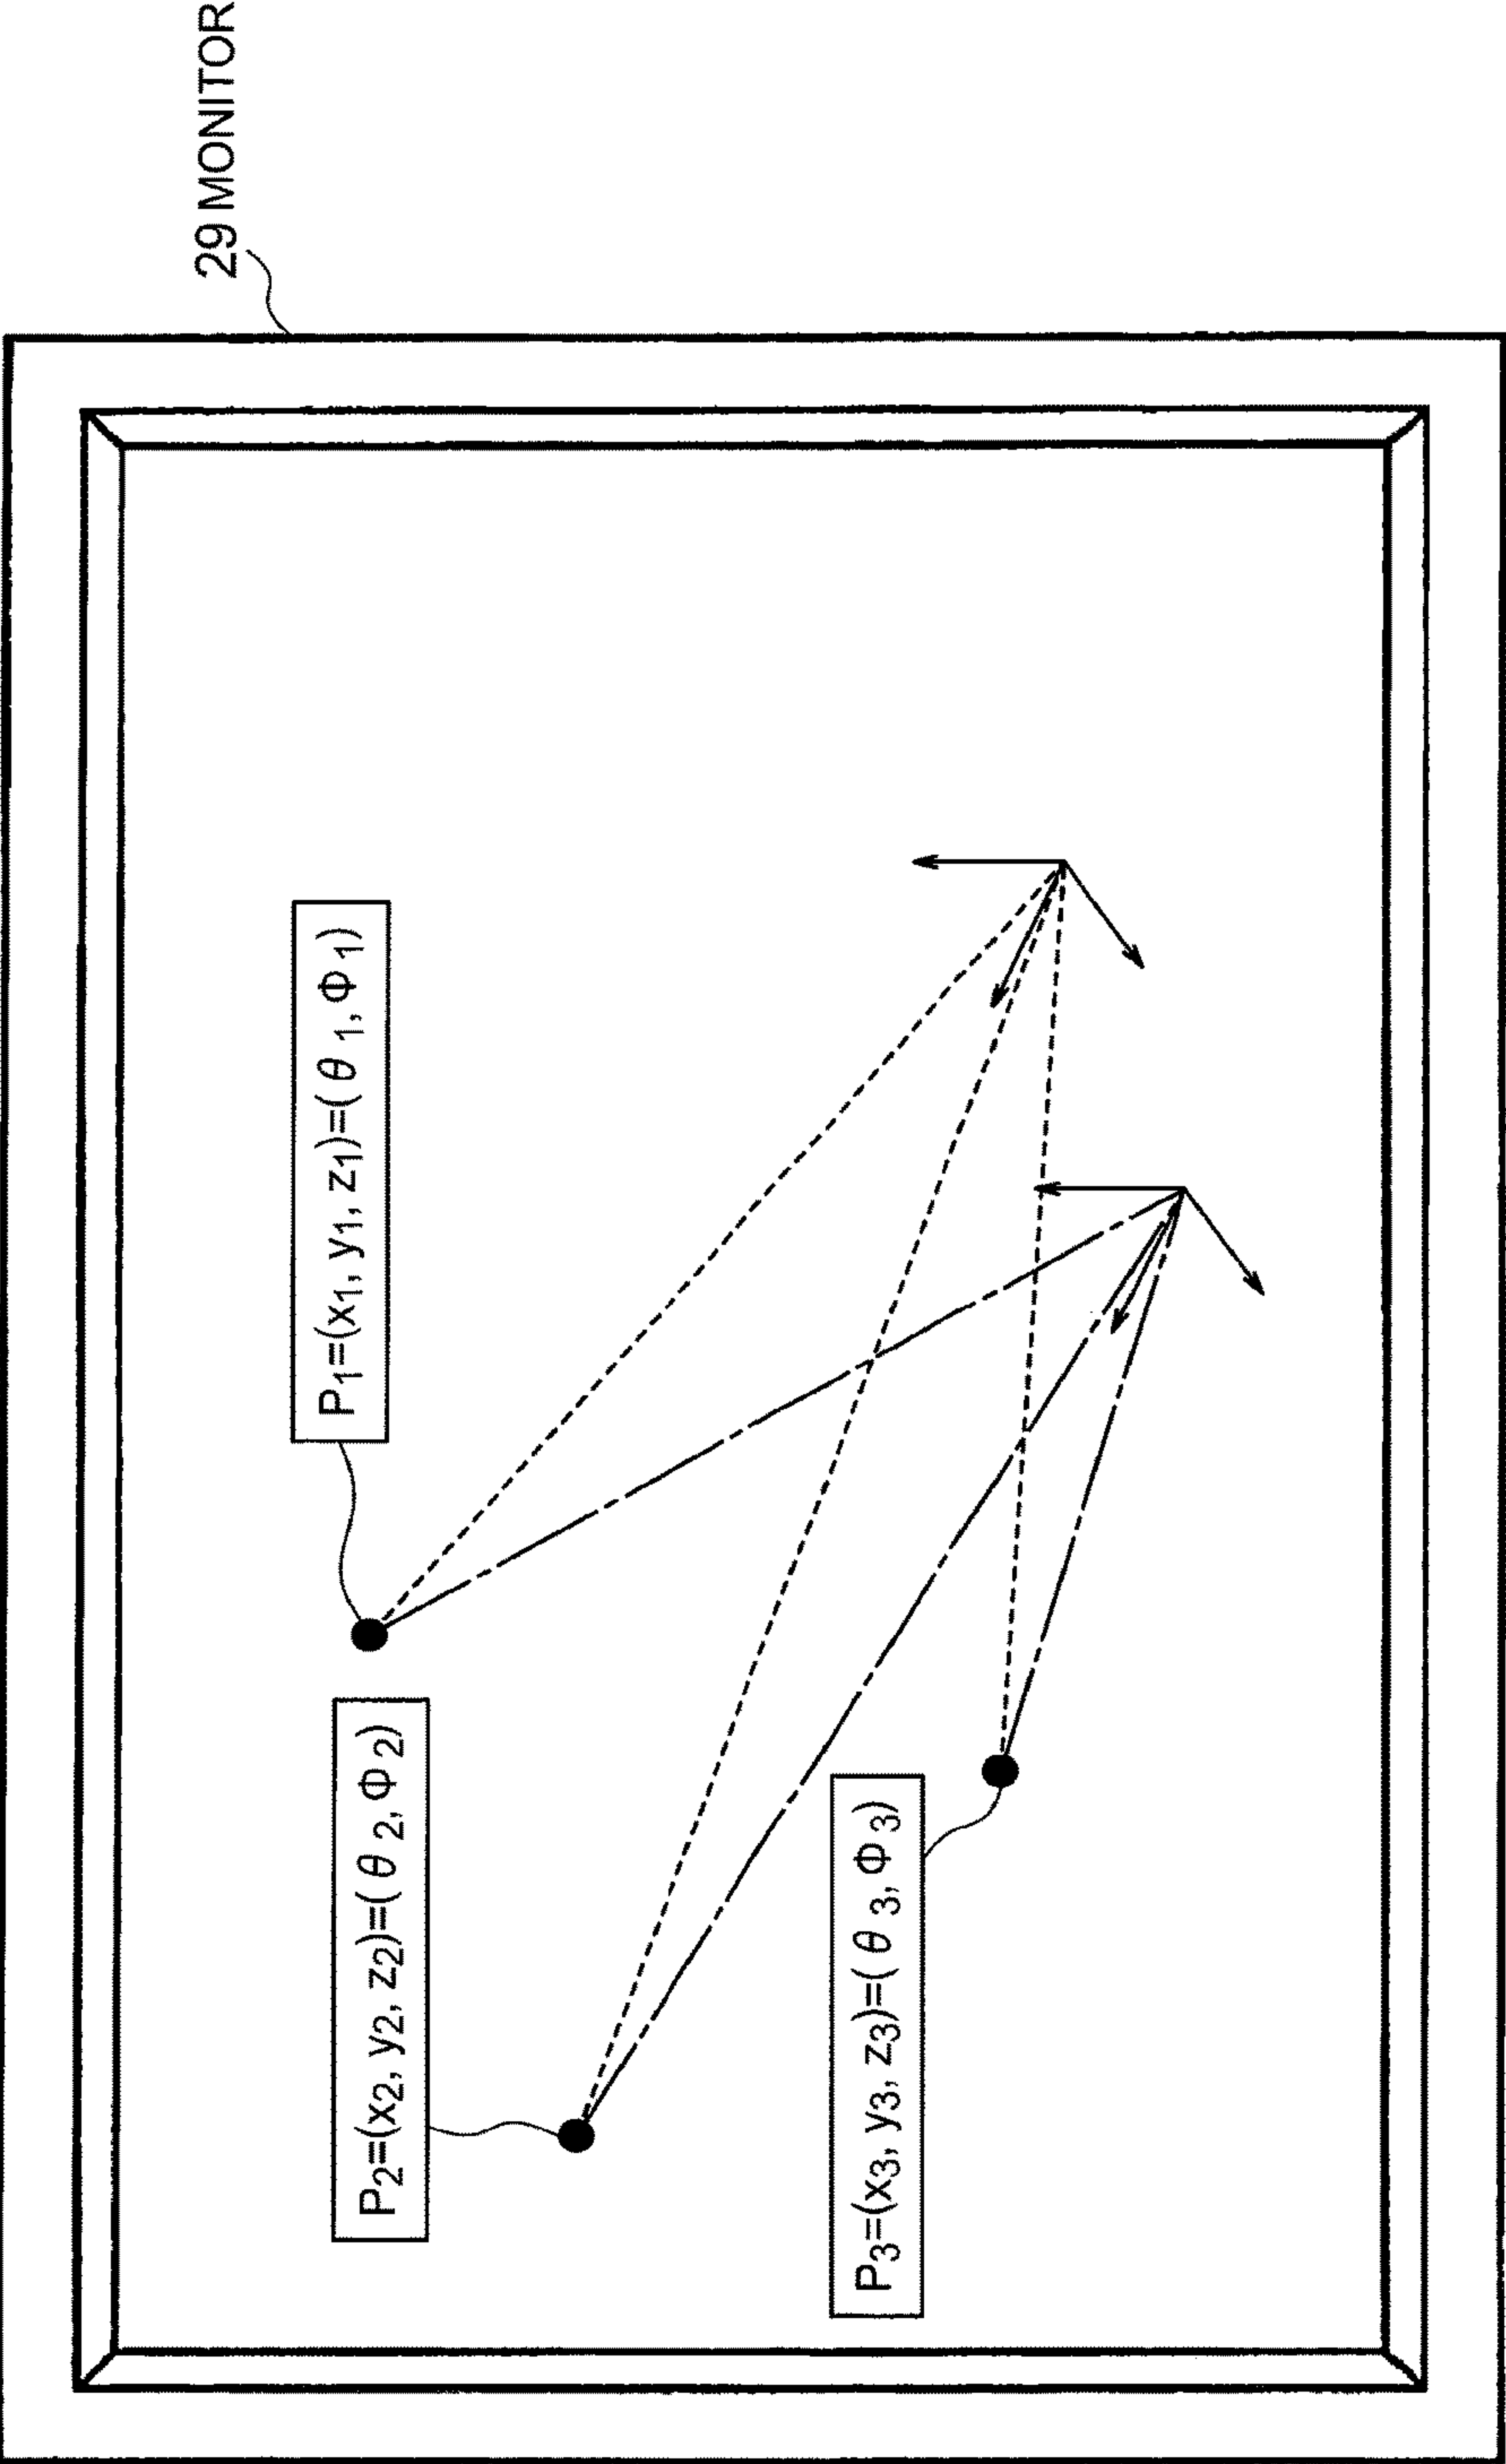 29 MONITOR
P1=(x1, y1, z1)=(θ1, Φ1)
P2=(x2, y2, z2)=(θ2, Φ2)
P3=(x3, y3, z3)=(θ3, Φ3)